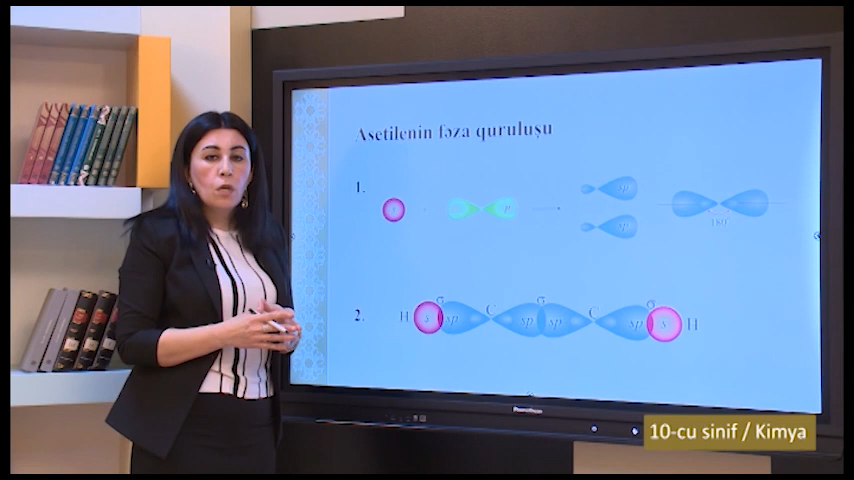 Asetilenin fəza quruluşu
1.
s
p
sp
sp
180°
2.
H s sp C sp sp C sp s H
σ σ σ
10-cu sinif / Kimya